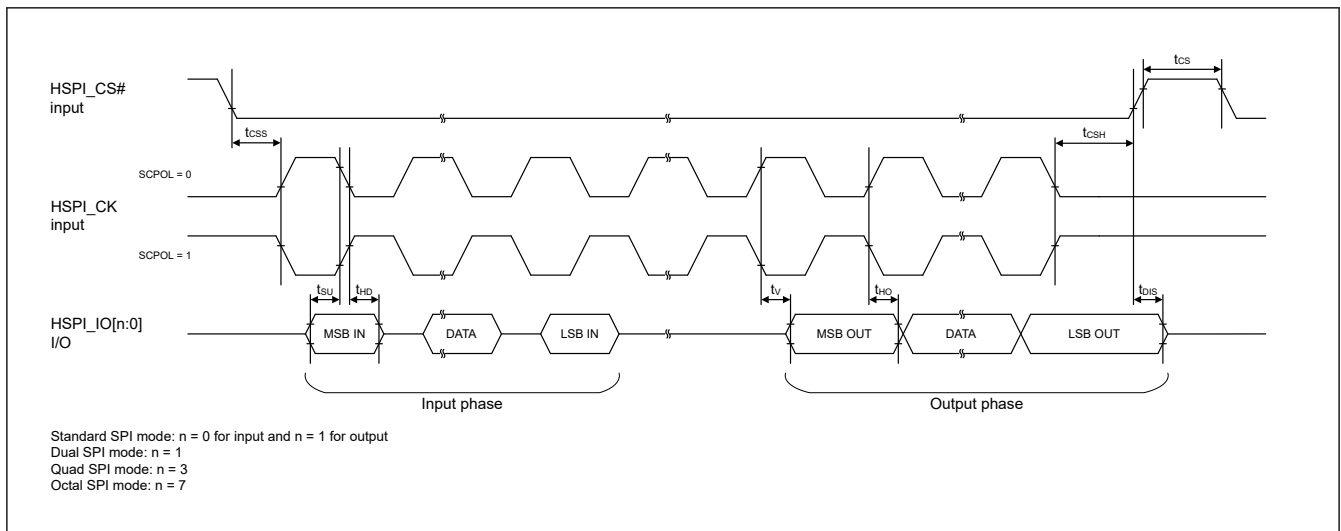 HSPI_CS#
input
tCS
tCSS
tCSH
SCPOL = 0
HSPI_CK
input
SCPOL = 1
tSU
tHD
tV
tHO
tDIS
HSPI_IO[n:0]
I/O
MSB IN
DATA
LSB IN
MSB OUT
DATA
LSB OUT
Input phase
Output phase
Standard SPI mode: n = 0 for input and n = 1 for output
Dual SPI mode: n = 1
Quad SPI mode: n = 3
Octal SPI mode: n = 7